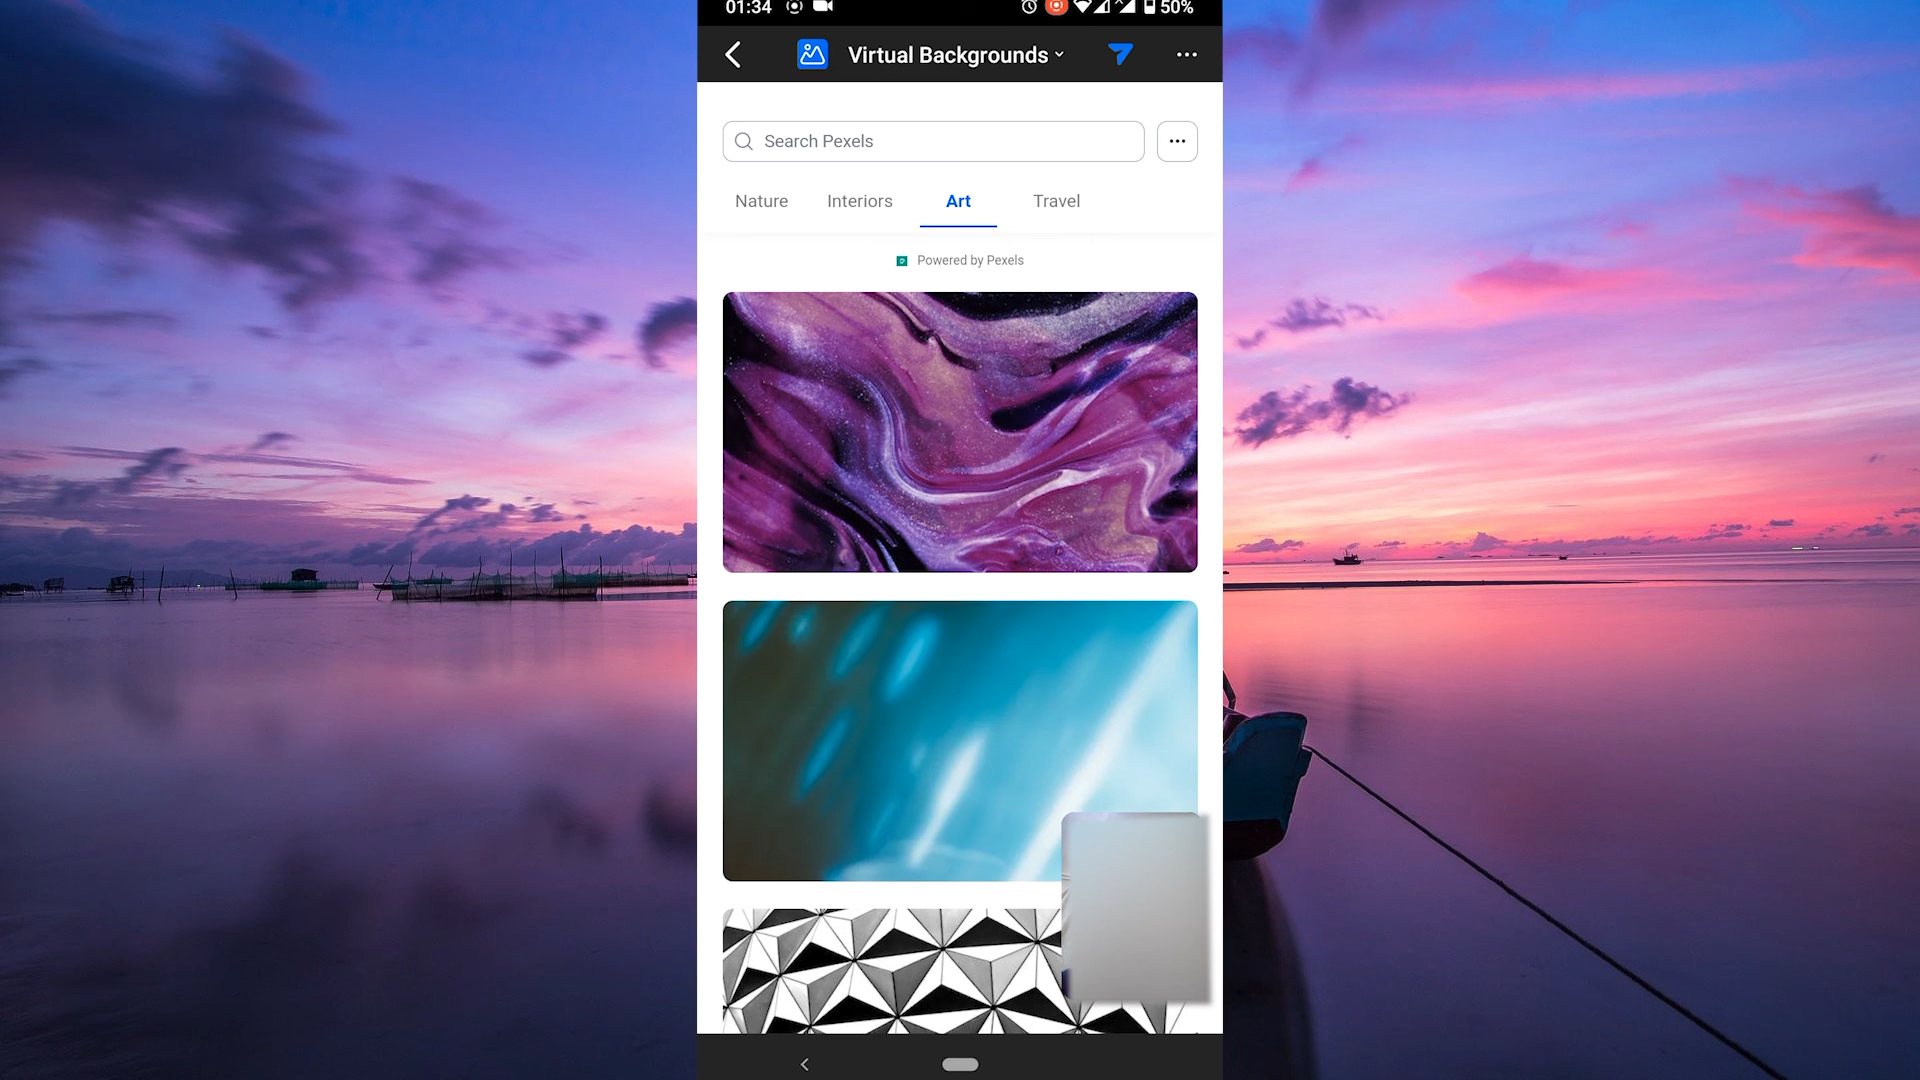 01:34 50%
Virtual Backgrounds
Search Pexels
Nature Interiors Art Travel
Powered by Pexels